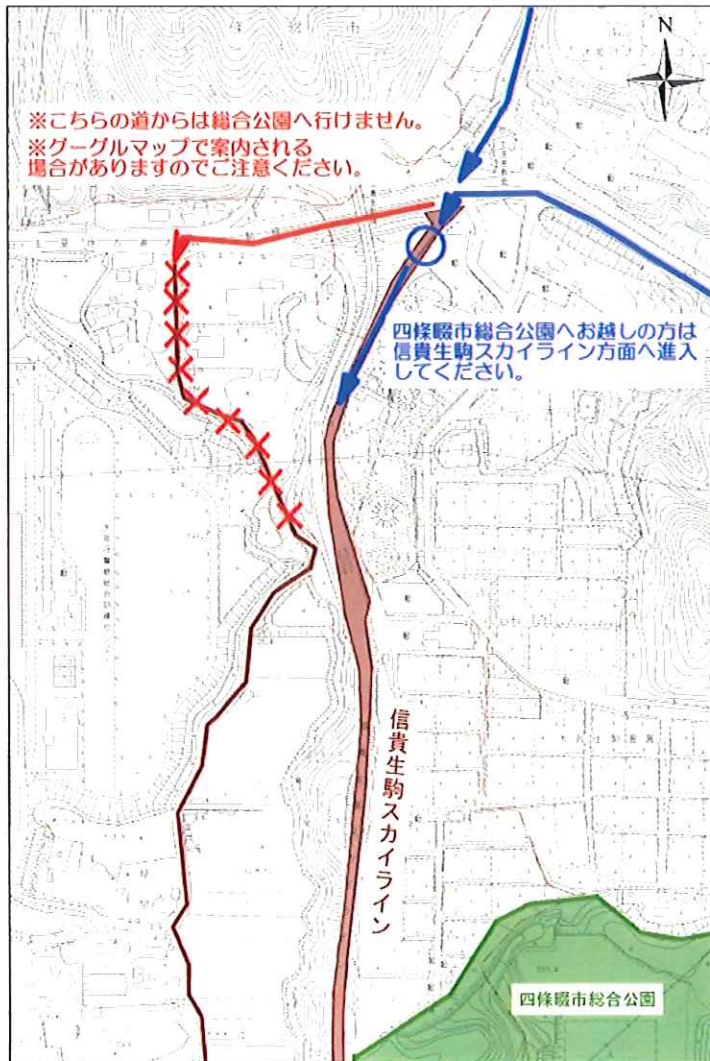 N
※こちらの道からは総合公園へ行けません。
※グーグルマップで案内される
場合がありますのでご注意ください。
四條畷市総合公園へお越しの方は
信貴生駒スカイライン方面へ進入
してください。
信貴生駒スカイライン
四條畷市総合公園